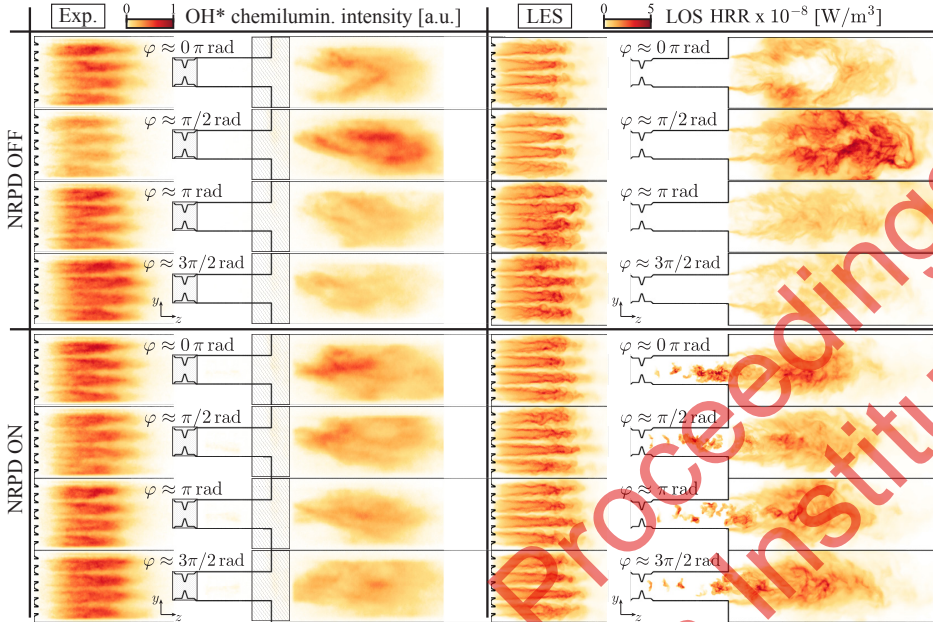 Exp. 0 1 OH* chemilumin. intensity [a.u.] LES 0 5 LOS HRR x 10⁻⁸ [W/m³]
NRPD OFF
φ ≈ 0 π rad φ ≈ 0 π rad
φ ≈ π/2 rad φ ≈ π/2 rad
φ ≈ π rad φ ≈ π rad
φ ≈ 3π/2 rad φ ≈ 3π/2 rad
y z y z
NRPD ON
φ ≈ 0 π rad φ ≈ 0 π rad
φ ≈ π/2 rad φ ≈ π/2 rad
φ ≈ π rad φ ≈ π rad
φ ≈ 3π/2 rad φ ≈ 3π/2 rad
y z y z
Proceedings